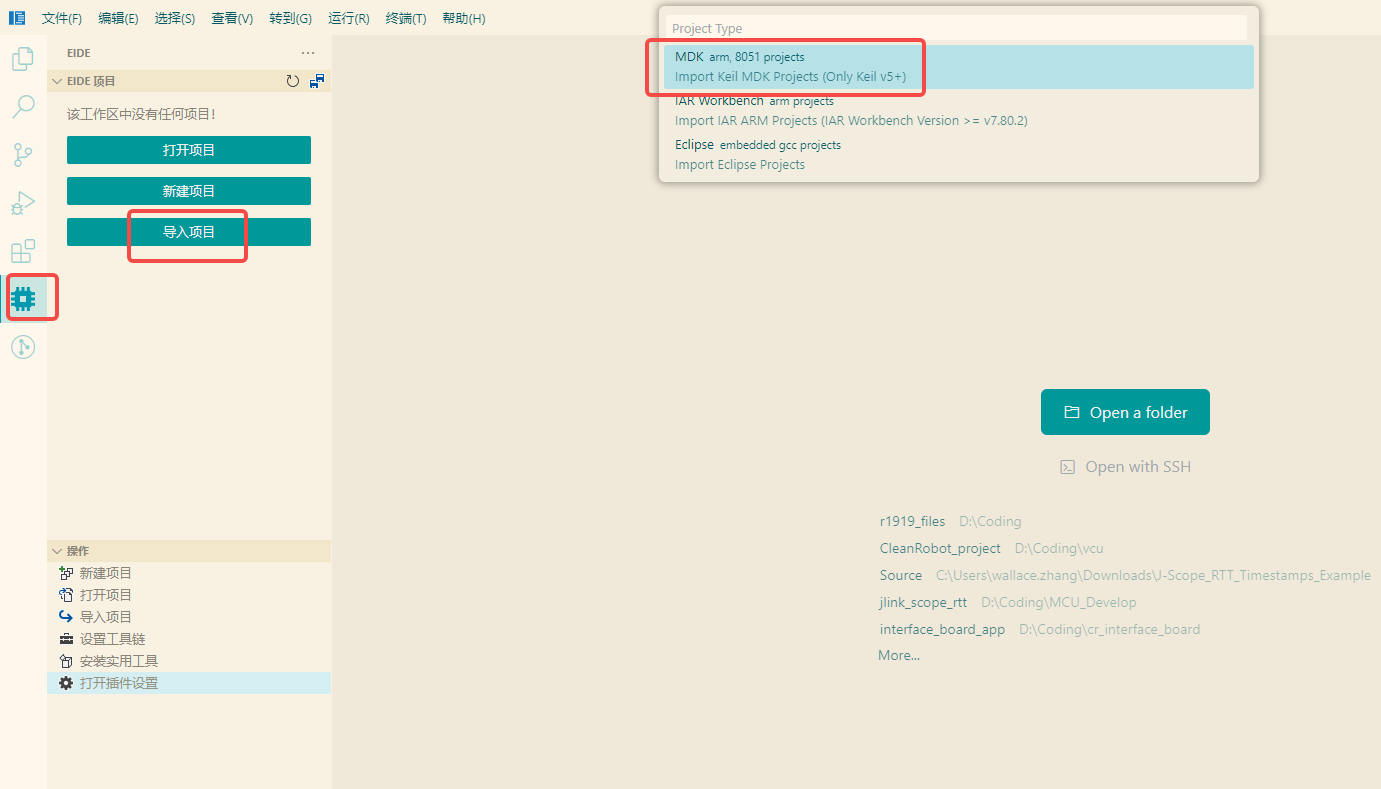 文件(F) 编辑(E) 选择(S) 查看(V) 转到(G) 运行(R) 终端(T) 帮助(H)
EIDE
EIDE 项目
该工作区中没有任何项目!
打开项目
新建项目
导入项目
操作
新建项目
打开项目
导入项目
设置工具链
安装实用工具
打开插件设置
Project Type
MDK arm, 8051 projects
Import Keil MDK Projects (Only Keil v5+)
IAR Workbench arm projects
Import IAR ARM Projects (IAR Workbench Version >= v7.80.2)
Eclipse embedded gcc projects
Import Eclipse Projects
Open a folder
Open with SSH
r1919_files D:\Coding
CleanRobot_project D:\Coding\vcu
Source C:\Users\wallace.zhang\Downloads\J-Scope_RTT_Timestamps_Example
jlink_scope_rtt D:\Coding\MCU_Develop
interface_board_app D:\Coding\cr_interface_board
More...